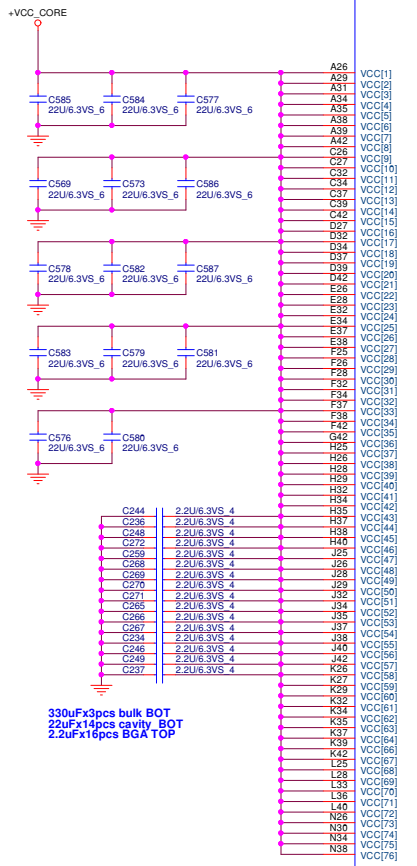 +VCC_CORE
C585
22U/6.3VS_6
C584
22U/6.3VS_6
C577
22U/6.3VS_6
C569
22U/6.3VS_6
C573
22U/6.3VS_6
C586
22U/6.3VS_6
C578
22U/6.3VS_6
C582
22U/6.3VS_6
C587
22U/6.3VS_6
C583
22U/6.3VS_6
C579
22U/6.3VS_6
C581
22U/6.3VS_6
C576
22U/6.3VS_6
C580
22U/6.3VS_6
C244 2.2U/6.3VS_4
C236 2.2U/6.3VS_4
C248 2.2U/6.3VS_4
C272 2.2U/6.3VS_4
C259 2.2U/6.3VS_4
C268 2.2U/6.3VS_4
C269 2.2U/6.3VS_4
C270 2.2U/6.3VS_4
C271 2.2U/6.3VS_4
C265 2.2U/6.3VS_4
C266 2.2U/6.3VS_4
C267 2.2U/6.3VS_4
C234 2.2U/6.3VS_4
C246 2.2U/6.3VS_4
C249 2.2U/6.3VS_4
C237 2.2U/6.3VS_4
330uFx3pcs bulk BOT
22uFx14pcs cavity BOT
2.2uFx16pcs BGA TOP
A26 VCC[1]
A29 VCC[2]
A31 VCC[3]
A34 VCC[4]
A35 VCC[5]
A38 VCC[6]
A39 VCC[7]
A42 VCC[8]
C26 VCC[9]
C27 VCC[10]
C32 VCC[11]
C34 VCC[12]
C37 VCC[13]
C39 VCC[14]
C42 VCC[15]
D27 VCC[16]
D32 VCC[17]
D34 VCC[18]
D37 VCC[19]
D39 VCC[20]
D42 VCC[21]
E26 VCC[22]
E28 VCC[23]
E32 VCC[24]
E34 VCC[25]
E37 VCC[26]
E38 VCC[27]
F25 VCC[28]
F26 VCC[29]
F28 VCC[30]
F32 VCC[31]
F34 VCC[32]
F37 VCC[33]
F38 VCC[34]
F42 VCC[35]
G42 VCC[36]
H25 VCC[37]
H26 VCC[38]
H28 VCC[39]
H29 VCC[40]
H32 VCC[41]
H34 VCC[42]
H35 VCC[43]
H37 VCC[44]
H38 VCC[45]
H40 VCC[46]
J25 VCC[47]
J26 VCC[48]
J28 VCC[49]
J29 VCC[50]
J32 VCC[51]
J34 VCC[52]
J35 VCC[53]
J37 VCC[54]
J38 VCC[55]
J40 VCC[56]
J42 VCC[57]
K26 VCC[58]
K27 VCC[59]
K29 VCC[60]
K32 VCC[61]
K34 VCC[62]
K35 VCC[63]
K37 VCC[64]
K39 VCC[66]
K42 VCC[67]
L25 VCC[68]
L28 VCC[69]
L33 VCC[70]
L36 VCC[71]
L40 VCC[72]
N26 VCC[73]
N30 VCC[74]
N34 VCC[75]
N38 VCC[76]